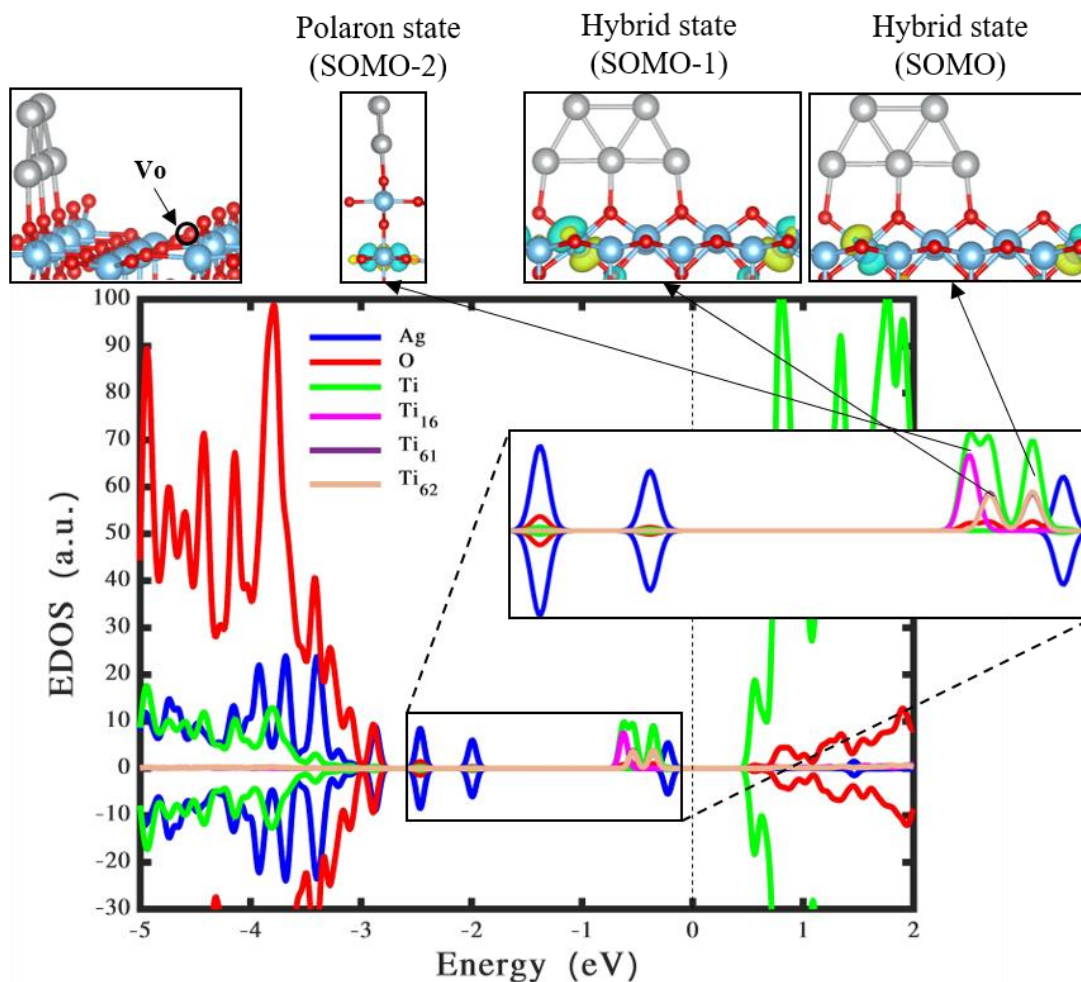 Polaron state
(SOMO-2)
Hybrid state
(SOMO-1)
Hybrid state
(SOMO)
Vo
100
90
80
70
60
50
40
30
20
10
0
-10
-20
-30
EDOS (a.u.)
Ag
O
Ti
Ti16
Ti61
Ti62
-5
-4
-3
-2
-1
0
1
2
Energy (eV)